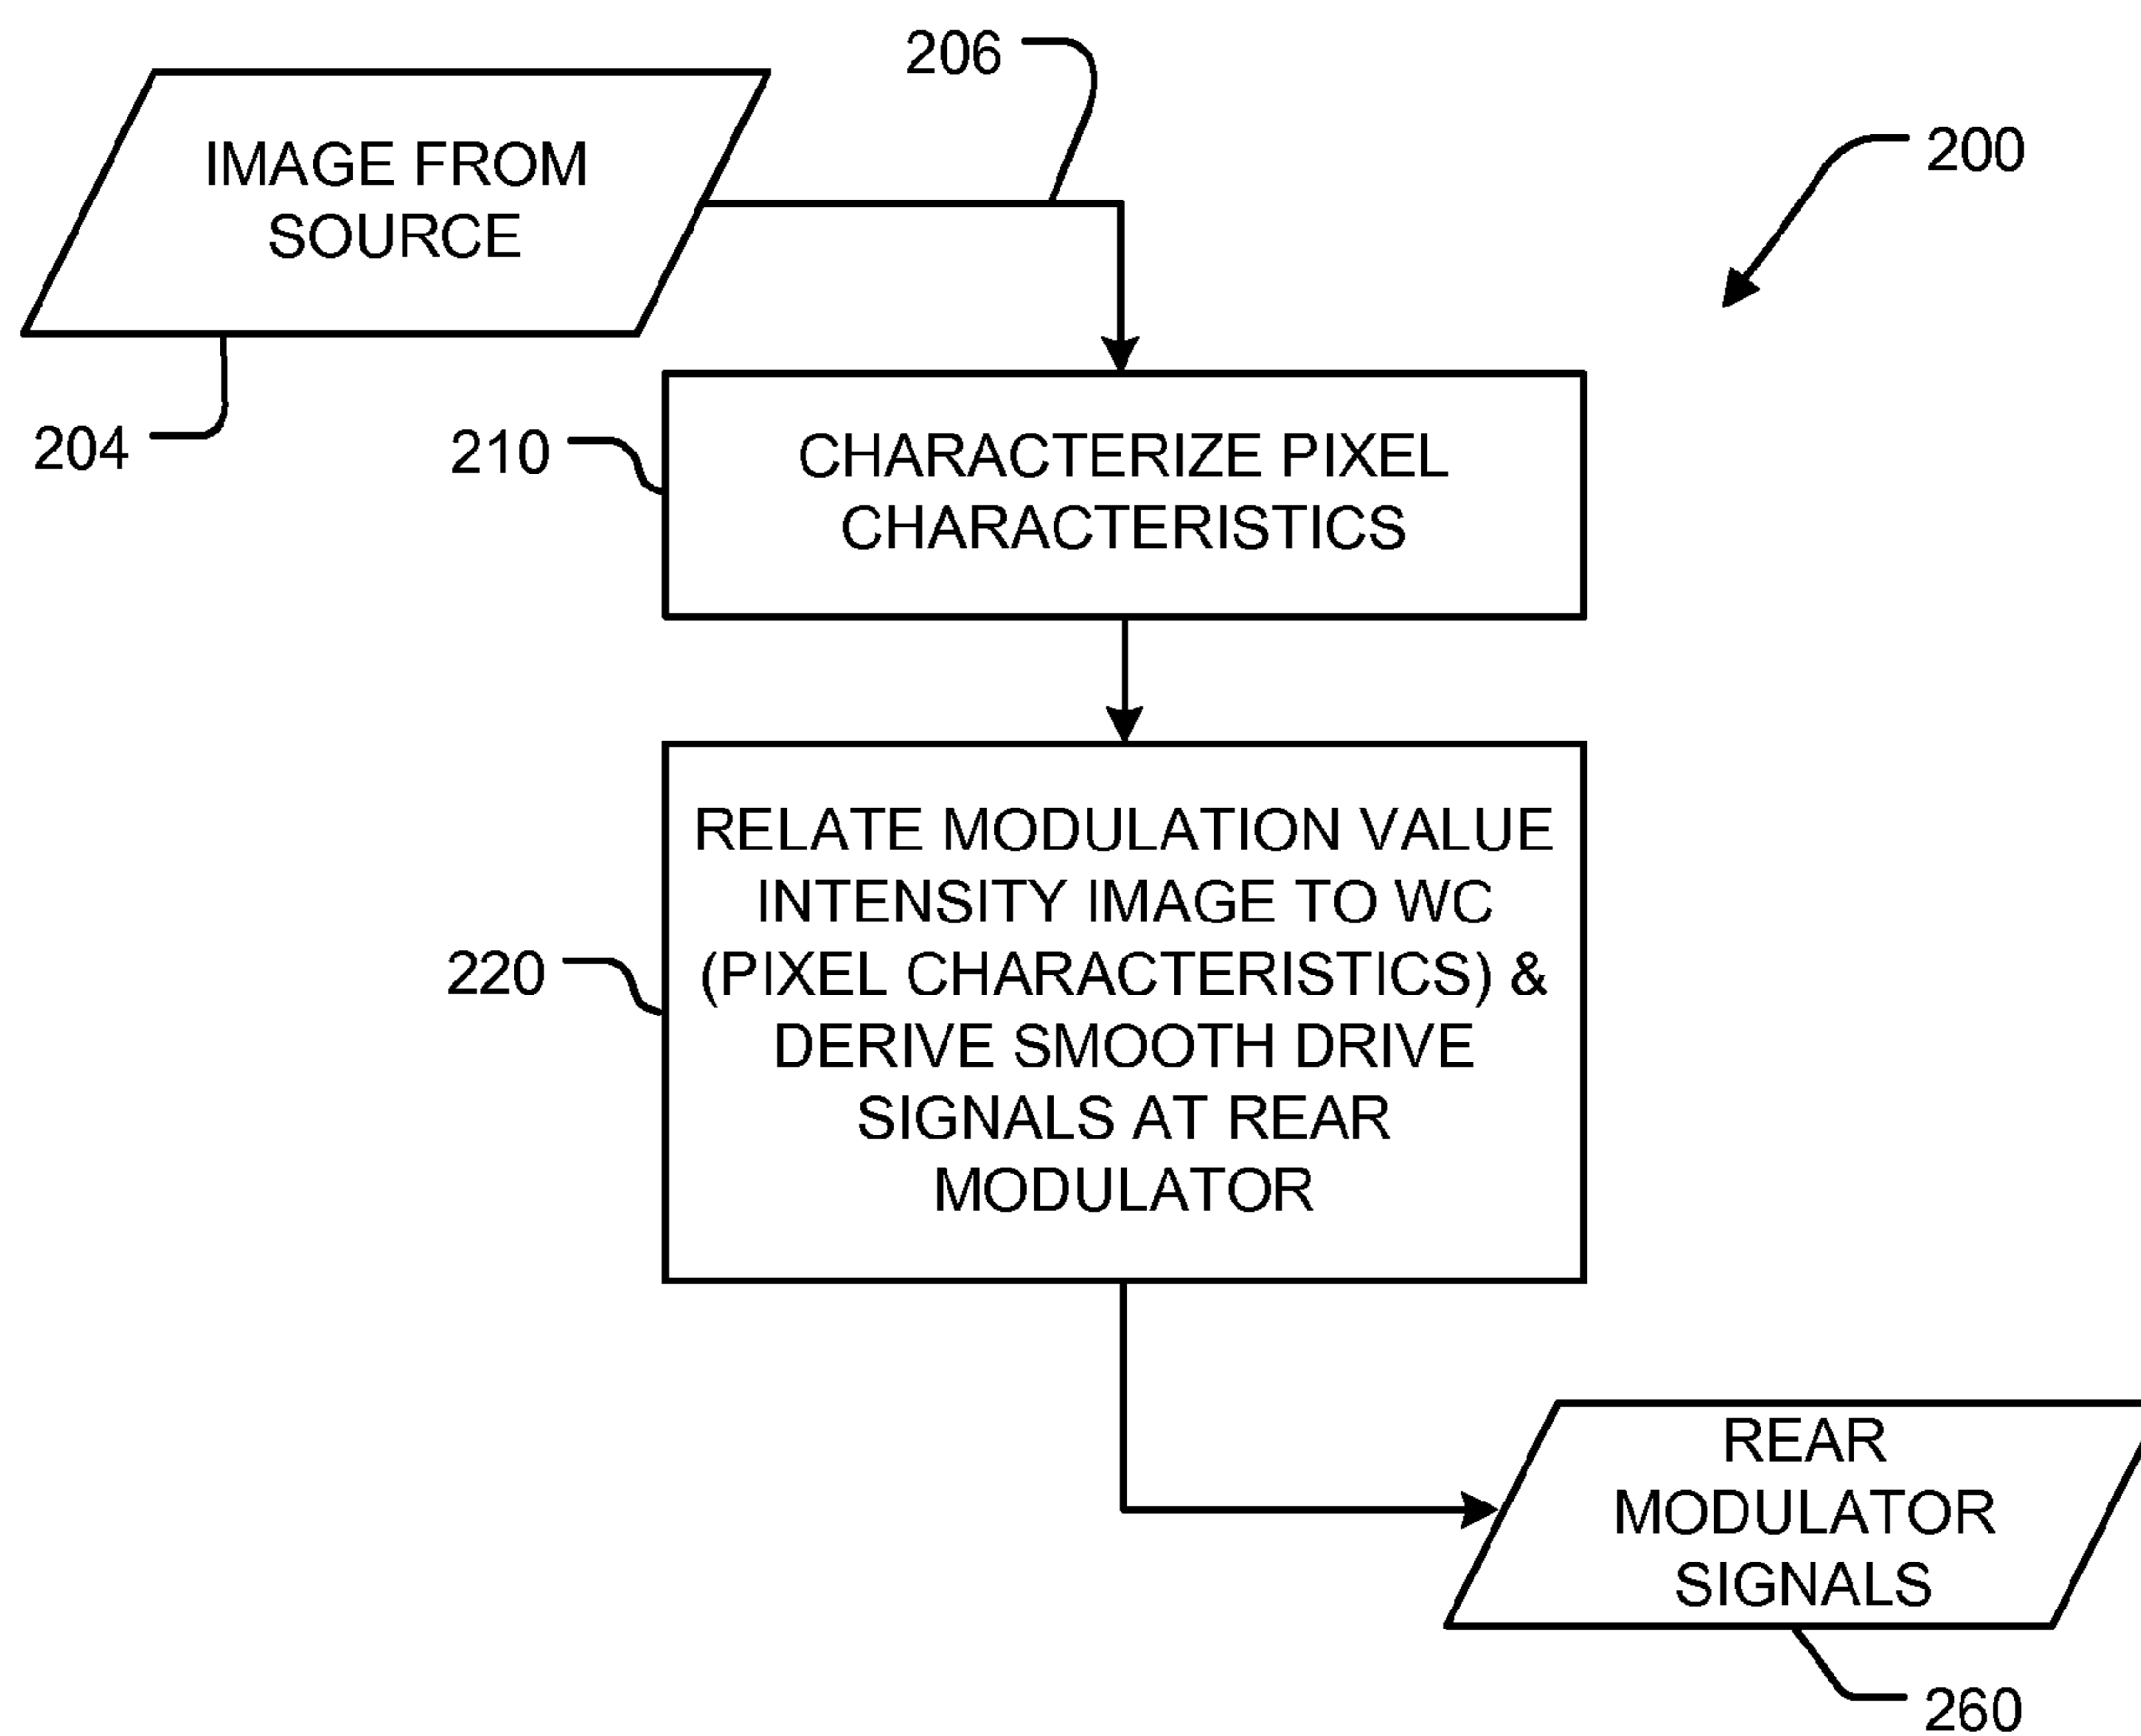 206
IMAGE FROM
SOURCE
200
204
210
CHARACTERIZE PIXEL
CHARACTERISTICS
220
RELATE MODULATION VALUE
INTENSITY IMAGE TO WC
(PIXEL CHARACTERISTICS) &
DERIVE SMOOTH DRIVE
SIGNALS AT REAR
MODULATOR
REAR
MODULATOR
SIGNALS
260